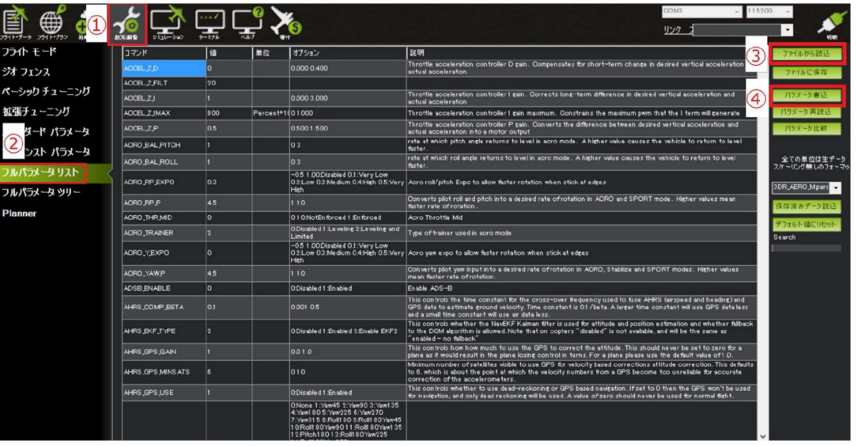 フライト・データ
フライト・プラン
①
初期設定
シミュレーション
ターミナル
ヘルプ
寄付
COM3
115200
リンク
切断
フライト モード
ジオ フェンス
ベーシック チューニング
拡張チューニング
②
ダード パラメータ
ンスト パラメータ
フルパラメータ リスト
フルパラメータ ツリー
Planner
コマンド 値 単位 オプション 説明
ACCEL_Z_D 0 0.000 0.400 Throttle acceleration controller D gain. Compensates for short-term change in desired vertical acceleration
actual acceleration
ACCEL_Z_FILT 20
ACCEL_Z_I 1 0.000 3.000 Throttle acceleration controller I gain. Corrects long-term difference in desired vertical acceleration and
actual acceleration
ACCEL_Z_IMAX 800 Percent*1 0 1000 Throttle acceleration controller I gain maximum. Constrains the maximum pwm that the I term will generate
ACCEL_Z_P 0.5 0.500 1.500 Throttle acceleration controller P gain. Converts the difference between desired vertical acceleration and
actual acceleration into a motor output
ACRO_BAL_PITCH 1 0 3 rate at which pitch angle returns to level in acro mode. A higher value causes the vehicle to return to level
faster.
ACRO_BAL_ROLL 1 0 3 rate at which roll angle returns to level in acro mode. A higher value causes the vehicle to return to level
faster.
ACRO_RP_EXPO 0.3 -0.5 1.0 0:Disabled 0.1:Very Low
0.2:Low 0.3:Medium 0.4:High 0.5:Very
High Acro roll/pitch Expo to allow faster rotation when stick at edges
ACRO_RP_P 4.5 1 10 Converts pilot roll and pitch into a desired rate of rotation in ACRO and SPORT mode. Higher values mean
faster rate of rotation.
ACRO_THR_MID 0 0 1 0:NotEnforced 1:Enforced Acro Throttle Mid
ACRO_TRAINER 2 0:Disabled 1:Leveling 2:Leveling and
Limited Type of trainer used in acro mode
ACRO_Y_EXPO 0 -0.5 1.0 0:Disabled 0.1:Very Low
0.2:Low 0.3:Medium 0.4:High 0.5:Very
High Acro yaw expo to allow faster rotation when stick at edges
ACRO_YAW_P 4.5 1 10 Converts pilot yaw input into a desired rate of rotation in ACRO, Stabilize and SPORT modes. Higher values
mean faster rate of rotation.
ADSB_ENABLE 0 0:Disabled 1:Enabled Enable ADS-B
AHRS_COMP_BETA 0.1 0.001 0.5 This controls the time constant for the cross-over frequency used to fuse AHRS (airspeed and heading) and
GPS data to estimate ground velocity. Time constant is 0.1/beta. A larger time constant will use GPS data less
and a small time constant will use air data less.
AHRS_EKF_TYPE 2 0:Disabled 1:Enabled 2:Enable EKF2 This controls whether the NavEKF Kalman filter is used for attitude and position estimation and whether fallback
to the DCM algorithm is allowed. Note that on copters "disabled" is not available, and will be the same as
"enabled - no fallback"
AHRS_GPS_GAIN 1 0.0 1.0 This controls how how much to use the GPS to correct the attitude. This should never be set to zero for a
plane as it would result in the plane losing control in turns. For a plane please use the default value of 1.0.
AHRS_GPS_MINSATS 6 0 10 Minimum number of satellites visible to use GPS for velocity based corrections attitude correction. This defaults
to 6, which is about the point at which the velocity numbers from a GPS become too unreliable for accurate
correction of the accelerometers.
AHRS_GPS_USE 1 0:Disabled 1:Enabled This controls whether to use dead-reckoning or GPS based navigation. If set to 0 then the GPS won't be used
for navigation, and only dead reckoning will be used. A value of zero should never be used for normal flight.
0:None 1:Yaw45 2:Yaw90 3:Yaw135
4:Yaw180 5:Yaw225 6:Yaw270
7:Yaw315 8:Roll180 9:Roll180Yaw45
10:Roll180Yaw90 11:Roll180Yaw135
12:Pitch180 13:Roll180Yaw225
③
ファイルから読込
ファイルに保存
④
パラメータ書込
パラメータ再読込
パラメータ比較
全ての単位は生データ
スケーリング無しのフォーマッ
3DR_AERO_M.para
保存済みデータ読込
デフォルト値にリセット
Search